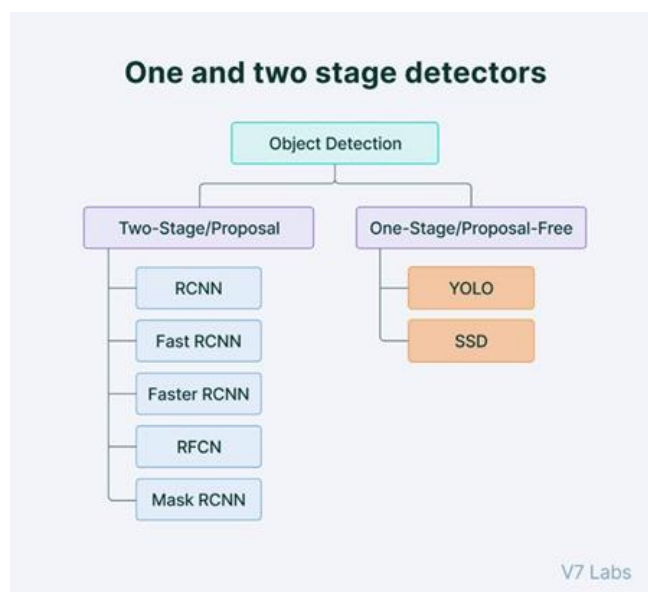 One and two stage detectors
Object Detection
Two-Stage/Proposal
RCNN
Fast RCNN
Faster RCNN
RFCN
Mask RCNN
One-Stage/Proposal-Free
YOLO
SSD
V7 Labs